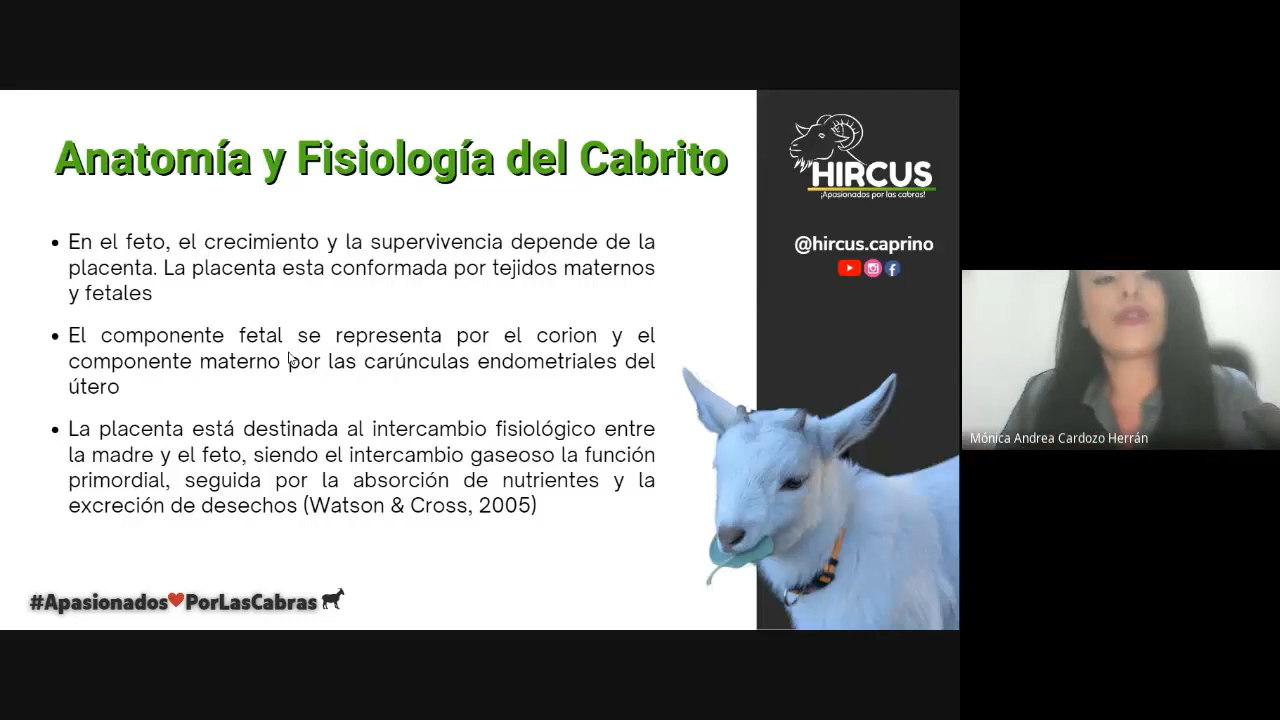 Anatomía y Fisiología del Cabrito
• En el feto, el crecimiento y la supervivencia depende de la
placenta. La placenta esta conformada por tejidos maternos
y fetales
• El componente fetal se representa por el corion y el
componente materno por las carúnculas endometriales del
útero
• La placenta está destinada al intercambio fisiológico entre
la madre y el feto, siendo el intercambio gaseoso la función
primordial, seguida por la absorción de nutrientes y la
excreción de desechos (Watson & Cross, 2005)
#Apasionados❤PorLasCabras
HIRCUS
¡Apasionados por las cabras!
@hircus.caprino
Mónica Andrea Cardozo Herrán